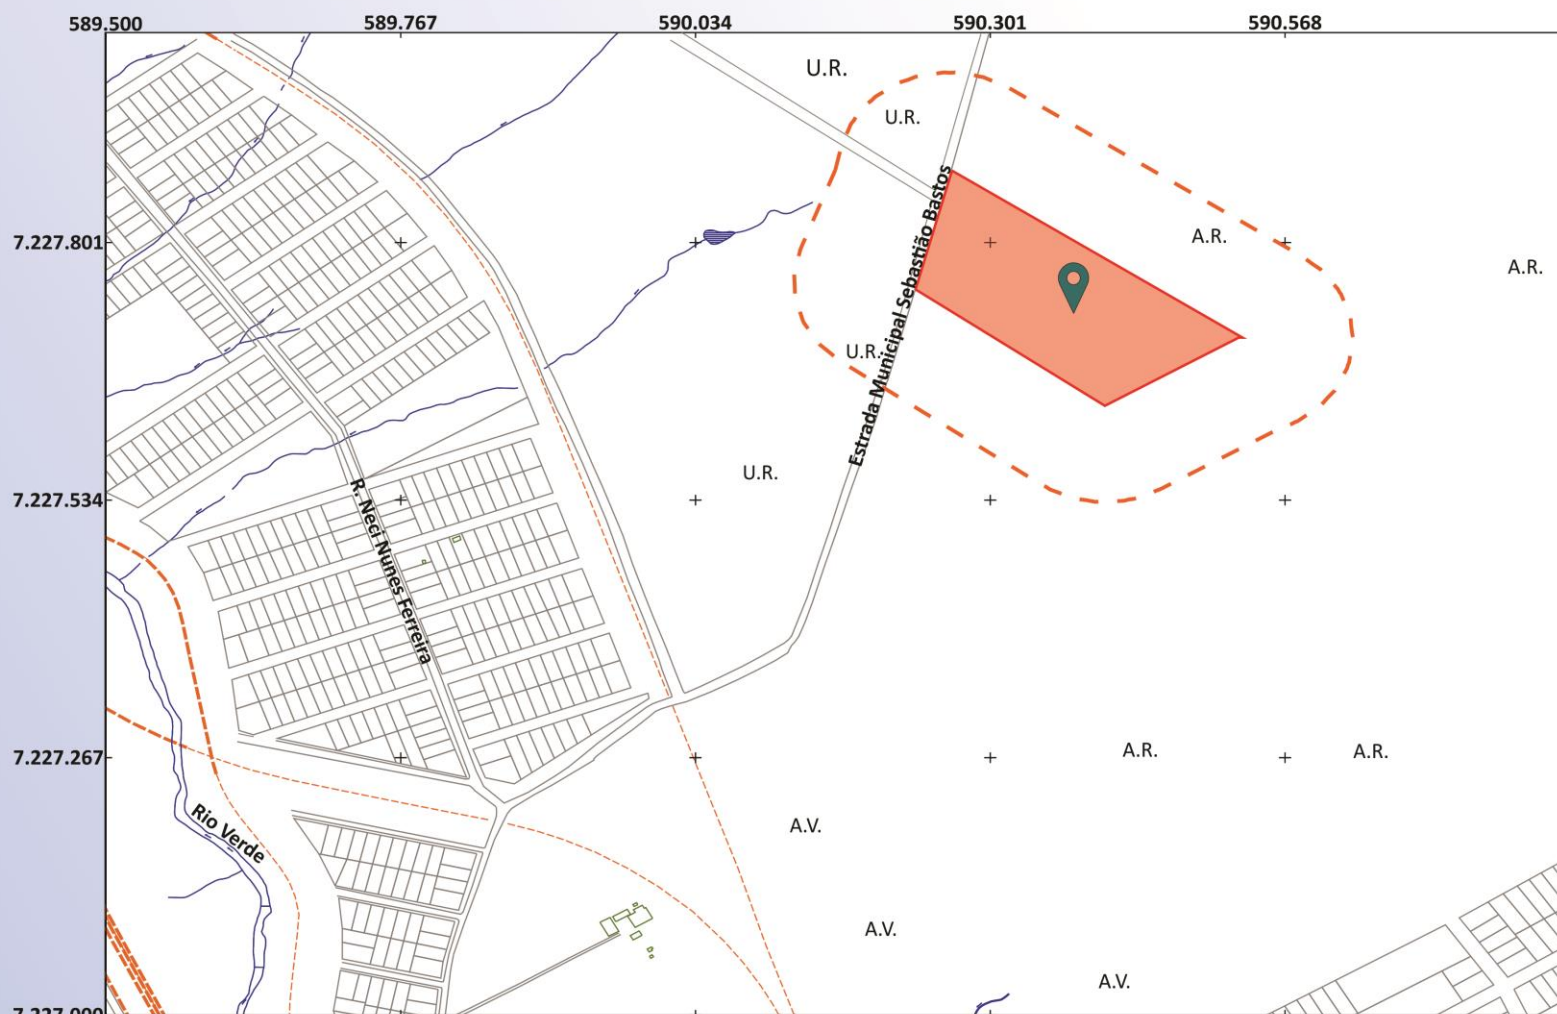 589.500 589.767 590.034 590.301 590.568
U.R.
U.R.
Estrada Municipal Sebastião Bastos
7.227.801
A.R.
A.R.
U.R.
U.R.
7.227.534
R. Neci Nunes Ferreira
7.227.267
A.R.
A.R.
Rio Verde
A.V.
A.V.
A.V.